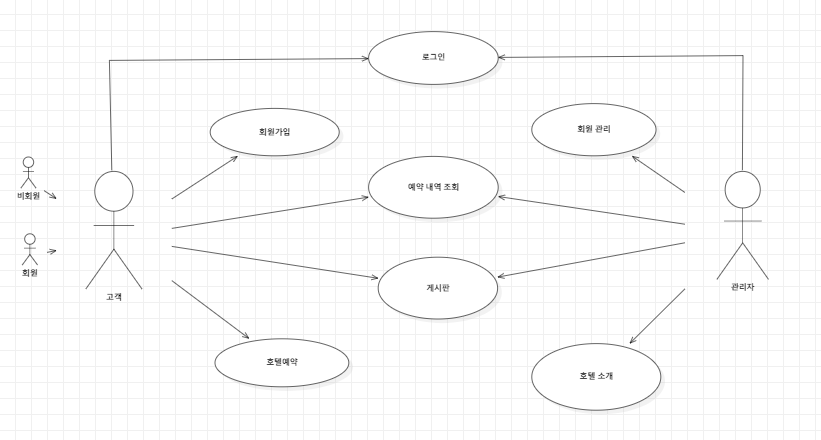 로그인
회원가입
회원 관리
비회원
예약 내역 조회
회원
게시판
고객
관리자
호텔예약
호텔 소개